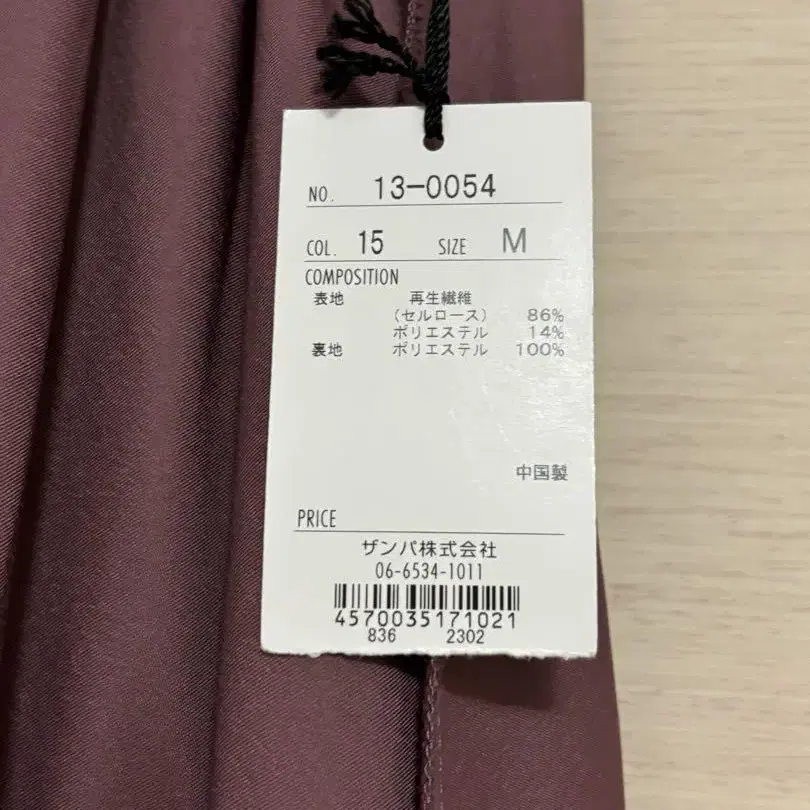 NO. 13-0054
COL. 15 SIZE M
COMPOSITION
表地 再生繊維
(セルロース) 86%
ポリエステル 14%
裏地 ポリエステル 100%
中国製
PRICE
ザンパ株式会社
06-6534-1011
4570035171021
836 2302